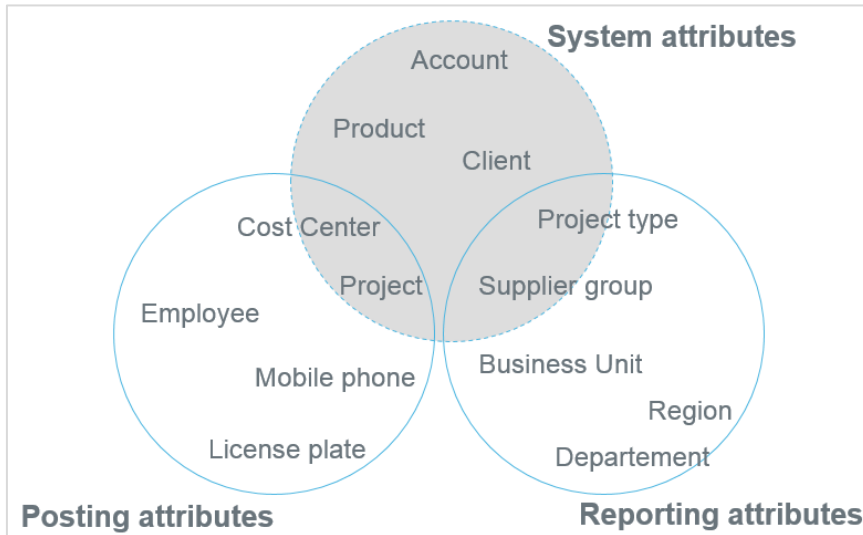 System attributes
Account
Product
Client
Cost Center
Project type
Project
Supplier group
Employee
Mobile phone
Business Unit
Region
License plate
Departement
Posting attributes
Reporting attributes